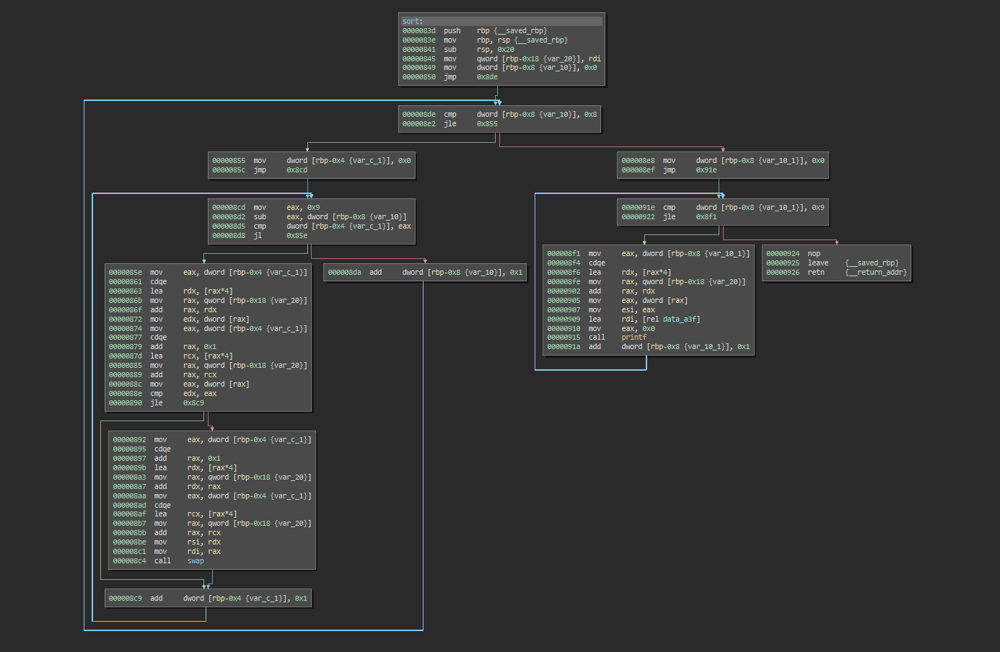 sort:
0000083d push rbp {__saved_rbp}
0000083e mov rbp, rsp {__saved_rbp}
00000841 sub rsp, 0x20
00000845 mov qword [rbp-0x18 {var_20}], rdi
00000849 mov dword [rbp-0x8 {var_10}], 0x0
00000850 jmp 0x8de
000008de cmp dword [rbp-0x8 {var_10}], 0x8
000008e2 jle 0x855
00000855 mov dword [rbp-0x4 {var_c_1}], 0x0
0000085c jmp 0x8cd
000008e8 mov dword [rbp-0x8 {var_10_1}], 0x0
000008ef jmp 0x91e
000008cd mov eax, 0x9
000008d2 sub eax, dword [rbp-0x8 {var_10}]
000008d5 cmp dword [rbp-0x4 {var_c_1}], eax
000008d8 jl 0x85e
0000091e cmp dword [rbp-0x8 {var_10_1}], 0x9
00000922 jle 0x8f1
0000085e mov eax, dword [rbp-0x4 {var_c_1}]
00000861 cdqe
00000863 lea rdx, [rax*4]
0000086b mov rax, qword [rbp-0x18 {var_20}]
0000086f add rax, rdx
00000872 mov edx, dword [rax]
00000874 mov eax, dword [rbp-0x4 {var_c_1}]
00000877 cdqe
00000879 add rax, 0x1
0000087d lea rcx, [rax*4]
00000885 mov rax, qword [rbp-0x18 {var_20}]
00000889 add rax, rcx
0000088c mov eax, dword [rax]
0000088e cmp edx, eax
00000890 jle 0x8c9
000008da add dword [rbp-0x8 {var_10}], 0x1
000008f1 mov eax, dword [rbp-0x8 {var_10_1}]
000008f4 cdqe
000008f6 lea rdx, [rax*4]
000008fe mov rax, qword [rbp-0x18 {var_20}]
00000902 add rax, rdx
00000905 mov eax, dword [rax]
00000907 mov esi, eax
00000909 lea rdi, [rel data_a3f]
00000910 mov eax, 0x0
00000915 call printf
0000091a add dword [rbp-0x8 {var_10_1}], 0x1
00000924 nop
00000925 leave {__saved_rbp}
00000926 retn {__return_addr}
00000892 mov eax, dword [rbp-0x4 {var_c_1}]
00000895 cdqe
00000897 add rax, 0x1
0000089b lea rdx, [rax*4]
000008a3 mov rax, qword [rbp-0x18 {var_20}]
000008a7 add rdx, rax
000008aa mov eax, dword [rbp-0x4 {var_c_1}]
000008ad cdqe
000008af lea rcx, [rax*4]
000008b7 mov rax, qword [rbp-0x18 {var_20}]
000008bb add rax, rcx
000008be mov rsi, rdx
000008c1 mov rdi, rax
000008c4 call swap
000008c9 add dword [rbp-0x4 {var_c_1}], 0x1